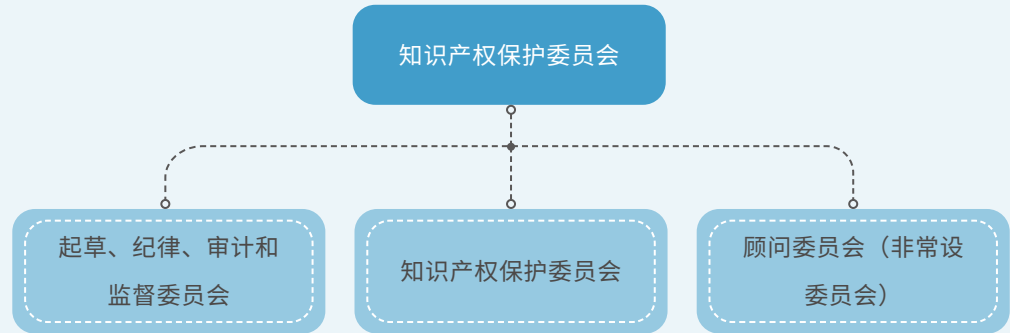 知识产权保护委员会
起草、纪律、审计和
监督委员会
知识产权保护委员会
顾问委员会（非常设
委员会）